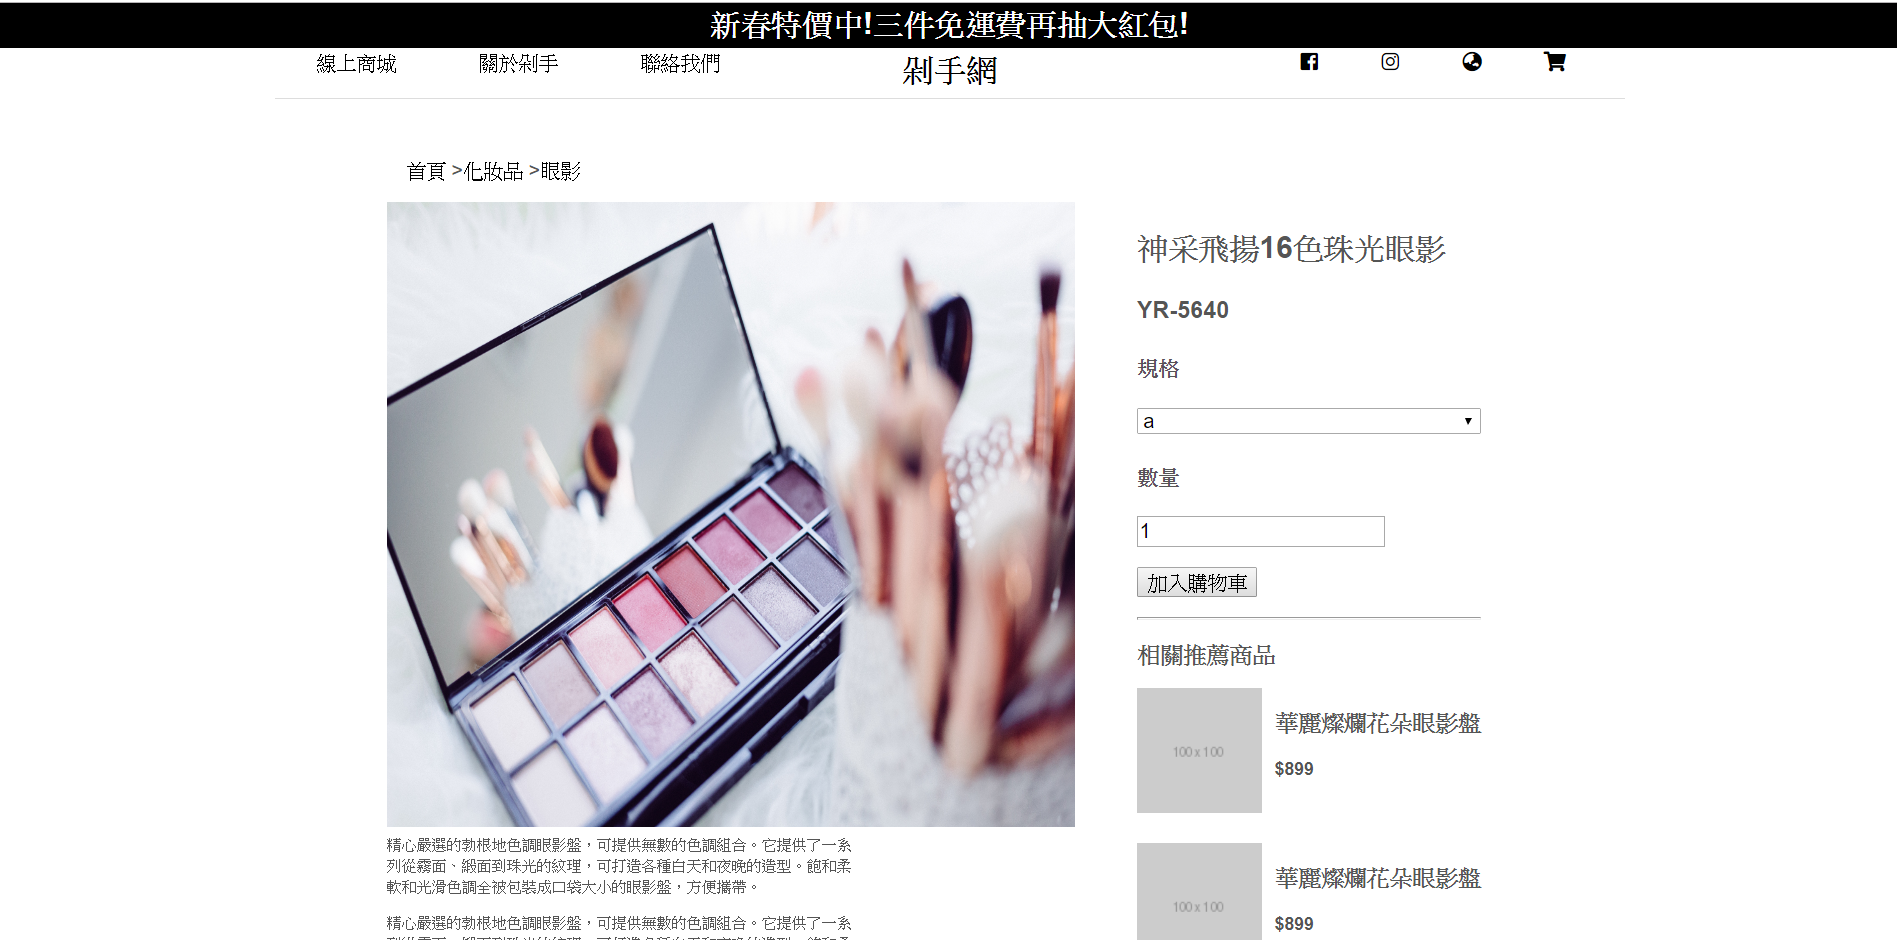 新春特價中!三件免運費再抽大紅包!
線上商城 關於剁手 聯絡我們 剁手網
首頁 >化妝品 >眼影
神采飛揚16色珠光眼影
YR-5640
規格
a
數量
1
加入購物車
相關推薦商品
100 x 100
華麗燦爛花朵眼影盤
$899
100 x 100
華麗燦爛花朵眼影盤
$899
精心嚴選的勃根地色調眼影盤，可提供無數的色調組合。它提供了一系
列從霧面、緞面到珠光的紋理，可打造各種白天和夜晚的造型。飽和柔
軟和光滑色調全被包裝成口袋大小的眼影盤，方便攜帶。
精心嚴選的勃根地色調眼影盤，可提供無數的色調組合。它提供了一系